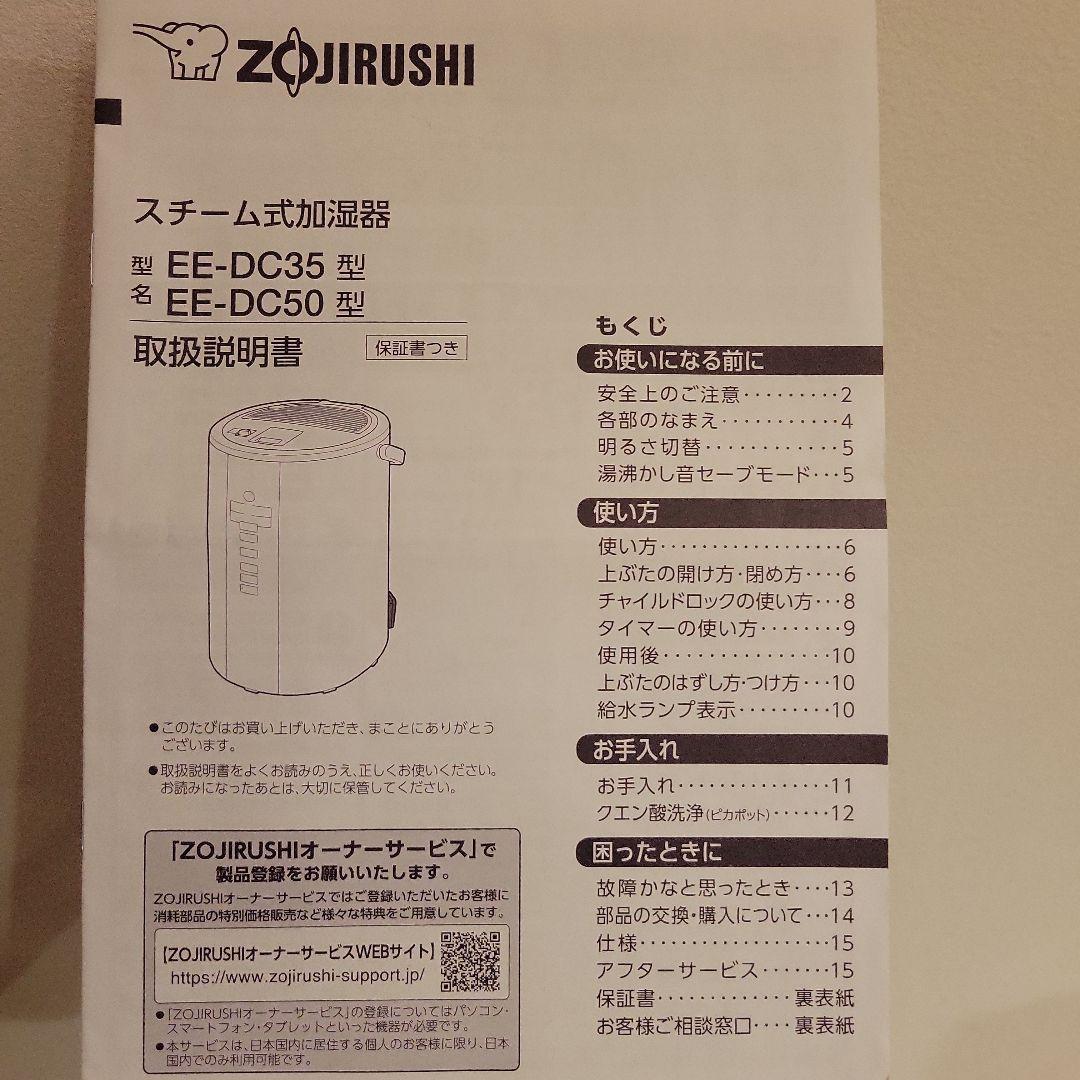 ZOJIRUSHI
スチーム式加湿器
型名 EE-DC35 型
EE-DC50 型
取扱説明書 保証書つき
●このたびはお買い上げいただき、まことにありがとう
ございます。
●取扱説明書をよくお読みのうえ、正しくお使いください。
お読みになったあとは、大切に保管してください。
「ZOJIRUSHIオーナーサービス」で
製品登録をお願いいたします。
ZOJIRUSHIオーナーサービスではご登録いただいたお客様に
消耗部品の特別価格販売など様々な特典をご用意しています。
【ZOJIRUSHIオーナーサービスWEBサイト】
https://www.zojirushi-support.jp/
●「ZOJIRUSHIオーナーサービス」の登録についてはパソコン・
スマートフォン・タブレットといった機器が必要です。
●本サービスは、日本国内に居住する個人のお客様に限り、日本
国内でのみ利用可能です。
もくじ
お使いになる前に
安全上のご注意・・・・・・・・・2
各部のなまえ・・・・・・・・・・・4
明るさ切替・・・・・・・・・・・・5
湯沸かし音セーブモード・・・5
使い方
使い方・・・・・・・・・・・・・・・・・・6
上ぶたの開け方・閉め方・・・・6
チャイルドロックの使い方・・・8
タイマーの使い方・・・・・・・・9
使用後・・・・・・・・・・・・・・・・10
上ぶたのはずし方・つけ方・・・10
給水ランプ表示・・・・・・・・・10
お手入れ
お手入れ・・・・・・・・・・・・・・・11
クエン酸洗浄(ピカポット)・・・・・・12
困ったときに
故障かなと思ったとき・・・・13
部品の交換・購入について・・・14
仕様・・・・・・・・・・・・・・・・・・15
アフターサービス・・・・・・・15
保証書・・・・・・・・・・・・・裏表紙
お客様ご相談窓口・・・・裏表紙